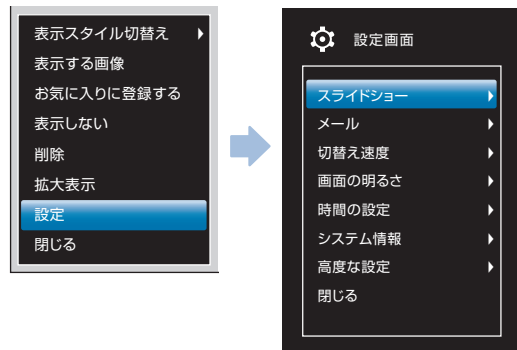 表示スタイル切替え
表示する画像
お気に入りに登録する
表示しない
削除
拡大表示
設定
閉じる
設定画面
スライドショー
メール
切替え速度
画面の明るさ
時間の設定
システム情報
高度な設定
閉じる